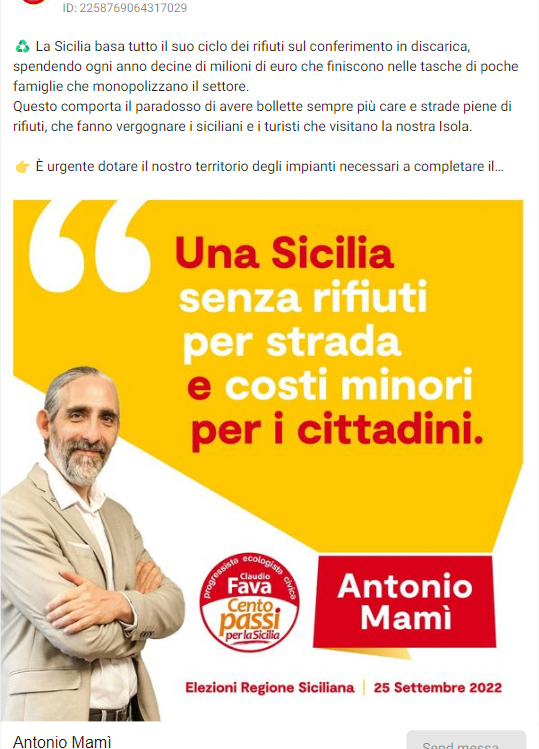 ID: 2258769064317029
♻️ La Sicilia basa tutto il suo ciclo dei rifiuti sul conferimento in discarica,
spendendo ogni anno decine di milioni di euro che finiscono nelle tasche di poche
famiglie che monopolizzano il settore.
Questo comporta il paradosso di avere bollette sempre più care e strade piene di
rifiuti, che fanno vergognare i siciliani e i turisti che visitano la nostra Isola.
👉 È urgente dotare il nostro territorio degli impianti necessari a completare il...
Una Sicilia
senza rifiuti
per strada
e costi minori
per i cittadini.
progressista ecologista civica
Claudio
Fava
Cento
passi
per la Sicilia
Antonio
Mamì
Elezioni Regione Siciliana | 25 Settembre 2022
Antonio Mamì
Send messa...